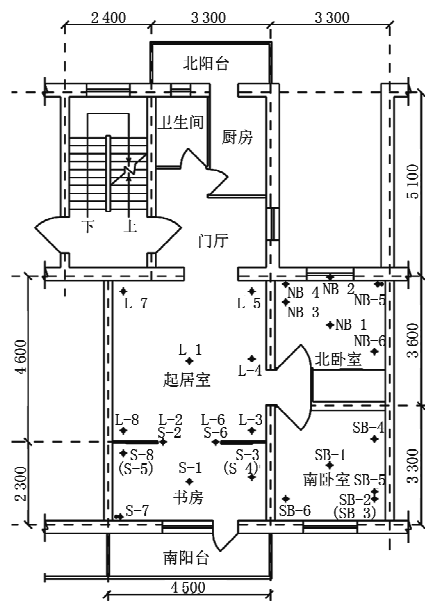 2 400
3 300
3 300
北阳台
卫生间
厨房
下
上
门厅
5 100
L-7
L-5
NB-4
NB-2
NB-5
NB-3
NB-1
NB-6
北卧室
3 600
4 600
L-1
起居室
L-4
L-8
L-2
L-6
L-3
S-2
S-6
SB-4
S-8
(S-5)
S-3
(S-4)
S-1
书房
SB-1
南卧室
SB-5
SB-2
(SB-3)
SB-6
S-7
2 300
3 300
南阳台
4 500